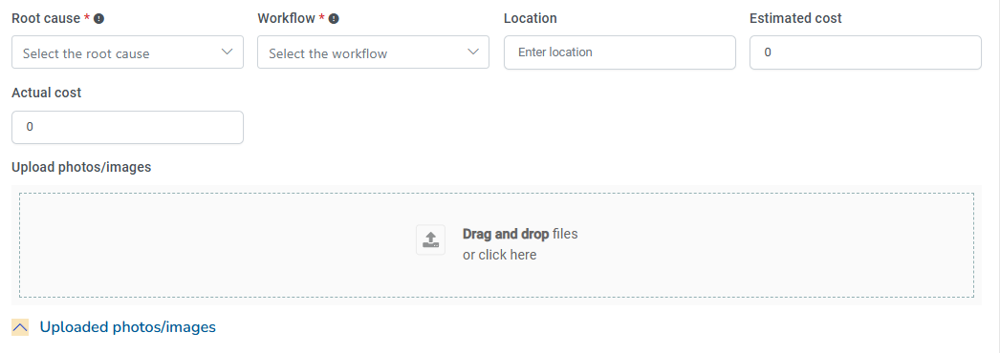 Root cause * Workflow * Location Estimated cost
Select the root cause Select the workflow Enter location 0
Actual cost
0
Upload photos/images
Drag and drop files
or click here
Uploaded photos/images